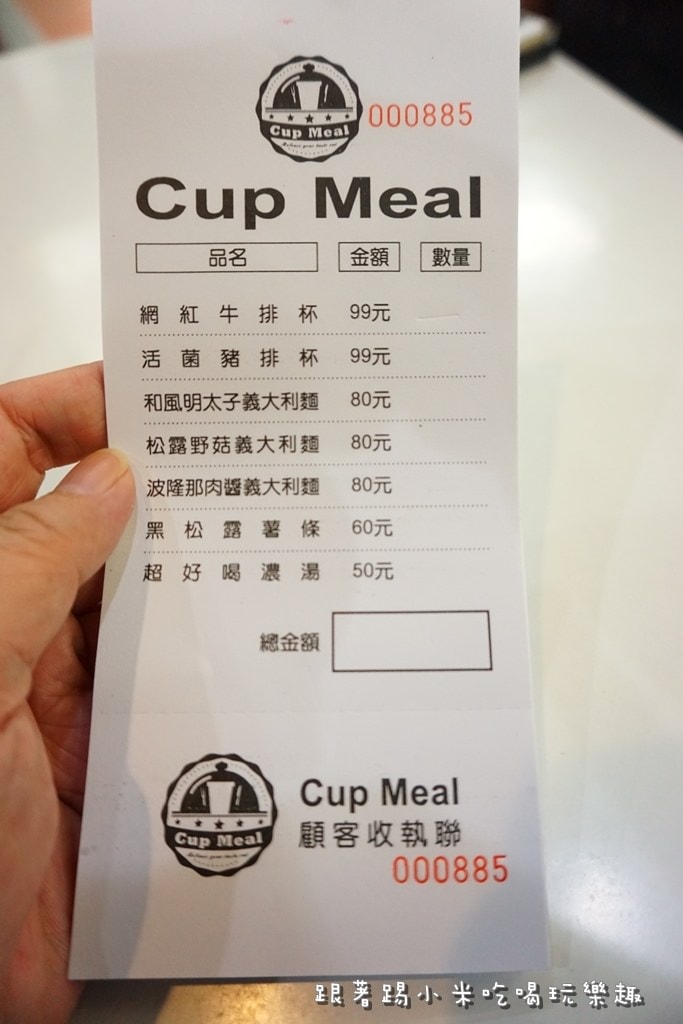 Cup Meal
000885
Cup Meal
品名 金額 數量
網紅牛排杯 99元
活菌豬排杯 99元
和風明太子義大利麵 80元
松露野菇義大利麵 80元
波隆那肉醬義大利麵 80元
黑松露薯條 60元
超好喝濃湯 50元
總金額
Cup Meal
Cup Meal
顧客收執聯
000885
跟著踢小米吃喝玩樂趣